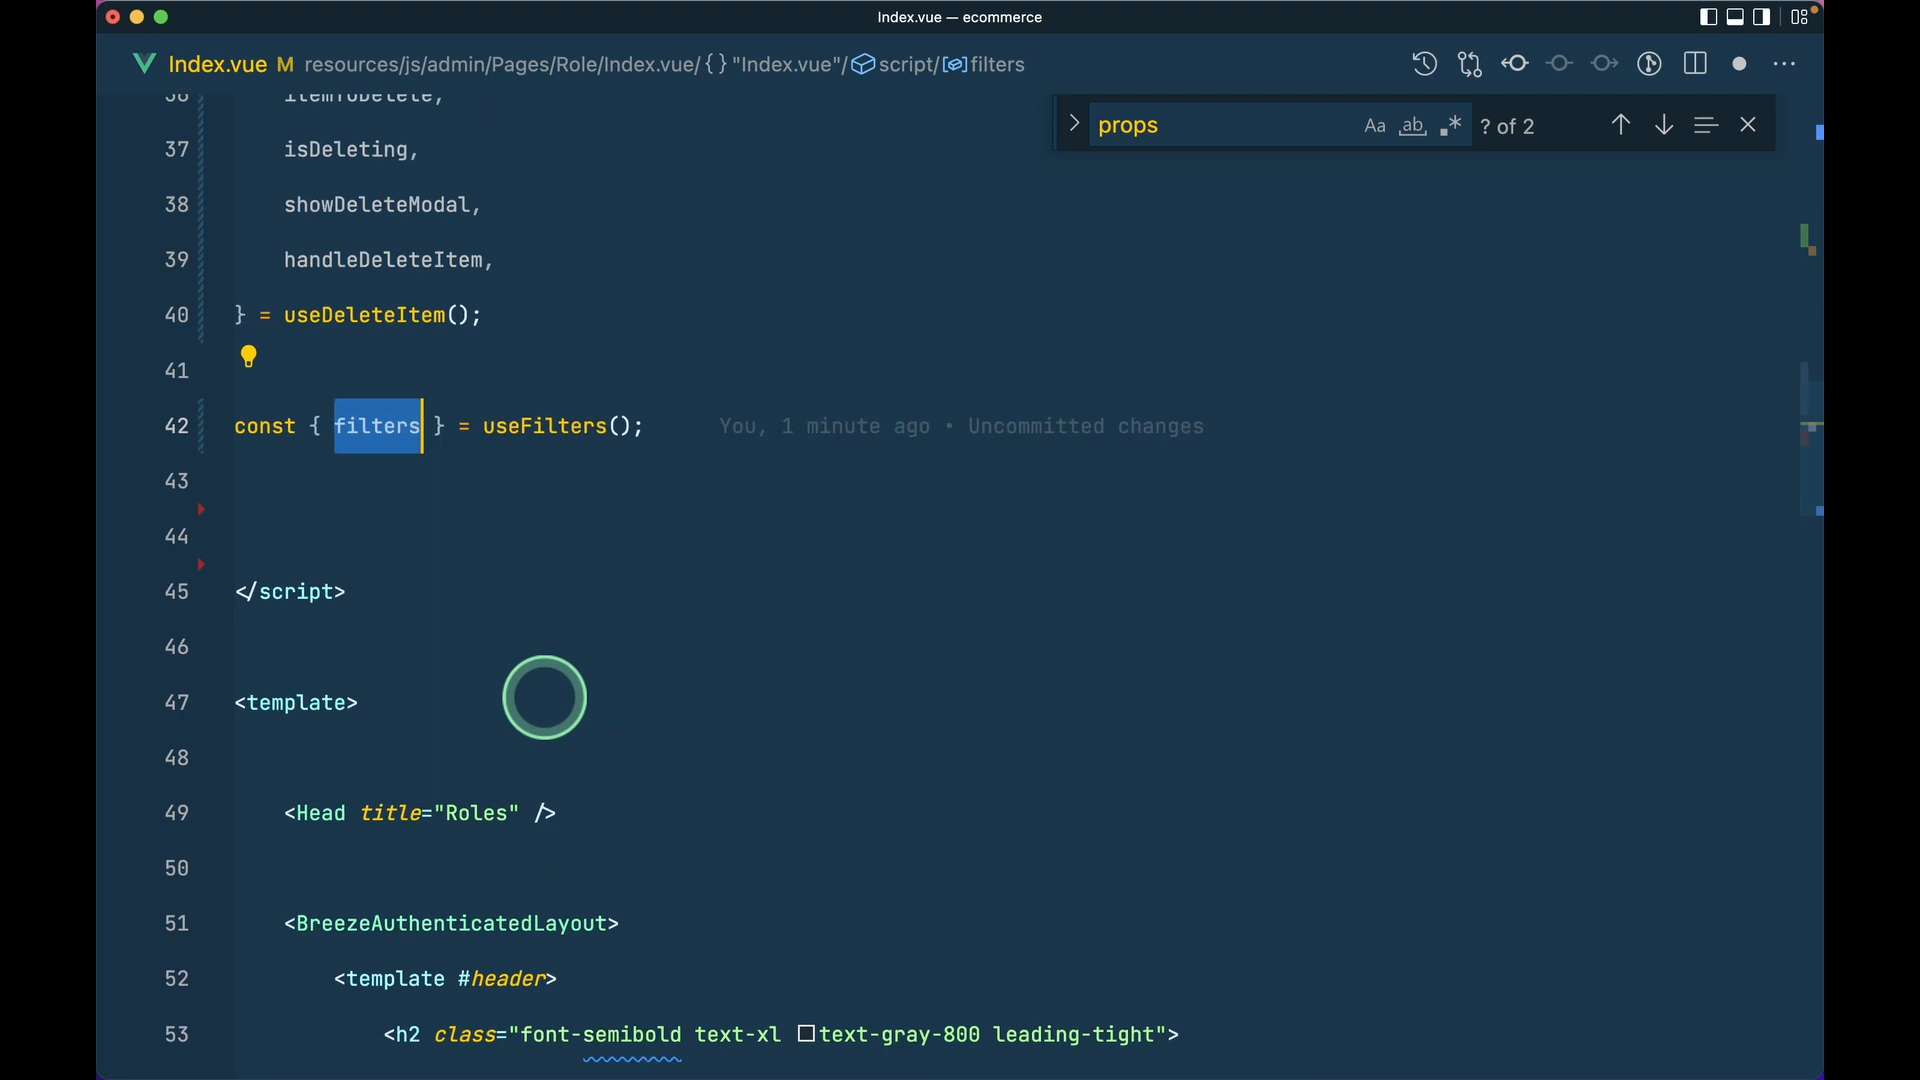 Index.vue — ecommerce
Index.vue M resources/js/admin/Pages/Role/Index.vue/{ } "Index.vue"/script/filters
props Aa ab .* ? of 2
36 itemToDelete,
37 isDeleting,
38 showDeleteModal,
39 handleDeleteItem,
40 } = useDeleteItem();
41
42 const { filters } = useFilters(); You, 1 minute ago • Uncommitted changes
43
44
45 </script>
46
47 <template>
48
49 <Head title="Roles" />
50
51 <BreezeAuthenticatedLayout>
52 <template #header>
53 <h2 class="font-semibold text-xl text-gray-800 leading-tight">